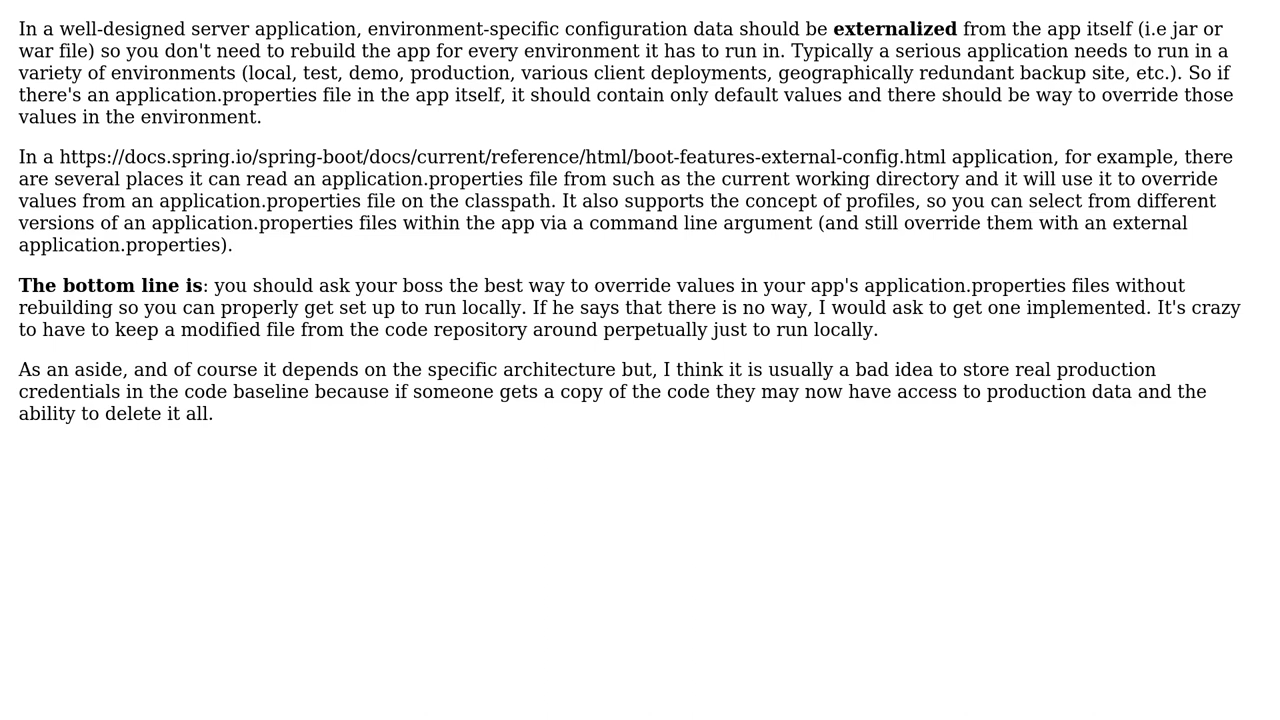 In a well-designed server application, environment-specific configuration data should be externalized from the app itself (i.e jar or
war file) so you don't need to rebuild the app for every environment it has to run in. Typically a serious application needs to run in a
variety of environments (local, test, demo, production, various client deployments, geographically redundant backup site, etc.). So if
there's an application.properties file in the app itself, it should contain only default values and there should be way to override those
values in the environment.
In a https://docs.spring.io/spring-boot/docs/current/reference/html/boot-features-external-config.html application, for example, there
are several places it can read an application.properties file from such as the current working directory and it will use it to override
values from an application.properties file on the classpath. It also supports the concept of profiles, so you can select from different
versions of an application.properties files within the app via a command line argument (and still override them with an external
application.properties).
The bottom line is: you should ask your boss the best way to override values in your app's application.properties files without
rebuilding so you can properly get set up to run locally. If he says that there is no way, I would ask to get one implemented. It's crazy
to have to keep a modified file from the code repository around perpetually just to run locally.
As an aside, and of course it depends on the specific architecture but, I think it is usually a bad idea to store real production
credentials in the code baseline because if someone gets a copy of the code they may now have access to production data and the
ability to delete it all.